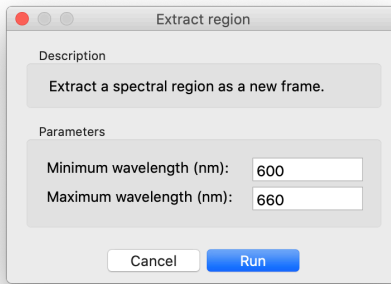 Extract region
Description
Extract a spectral region as a new frame.
Parameters
Minimum wavelength (nm): 600
Maximum wavelength (nm): 660
Cancel Run